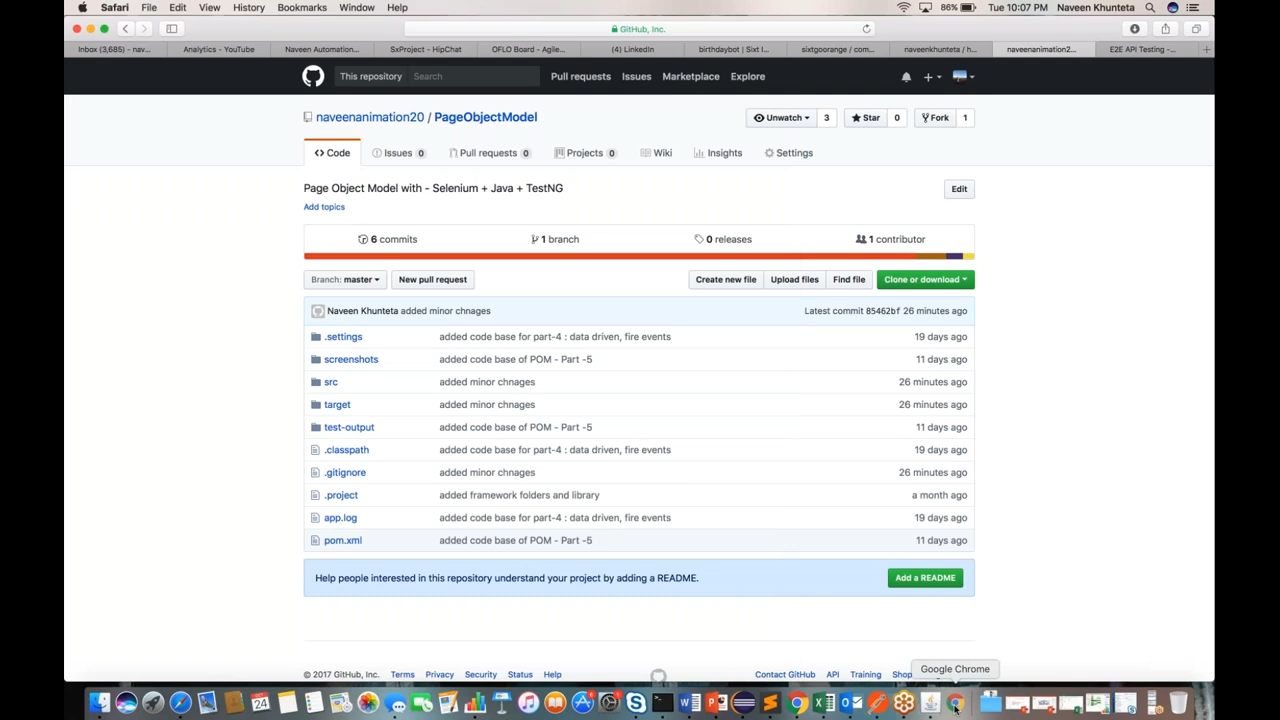 Safari File Edit View History Bookmarks Window Help 86% Tue 10:07 PM Naveen Khunteta
GitHub, Inc.
Inbox (3,685) - nav... Analytics - YouTube Naveen Automation... SxProject - HipChat OFLO Board - Agile... (4) LinkedIn birthdaybot | Sixt I... sixtgoorange / com... naveenkhunteta / h... naveenanimation2... E2E API Testing -...
This repository Search Pull requests Issues Marketplace Explore
naveenanimation20 / PageObjectModel Unwatch 3 Star 0 Fork 1
Code Issues 0 Pull requests 0 Projects 0 Wiki Insights Settings
Page Object Model with - Selenium + Java + TestNG Edit
Add topics
6 commits 1 branch 0 releases 1 contributor
Branch: master New pull request Create new file Upload files Find file Clone or download
Naveen Khunteta added minor chnages Latest commit 85462bf 26 minutes ago
.settings added code base for part-4 : data driven, fire events 19 days ago
screenshots added code base of POM - Part -5 11 days ago
src added minor chnages 26 minutes ago
target added minor chnages 26 minutes ago
test-output added code base of POM - Part -5 11 days ago
.classpath added code base for part-4 : data driven, fire events 19 days ago
.gitignore added minor chnages 26 minutes ago
.project added framework folders and library a month ago
app.log added code base for part-4 : data driven, fire events 19 days ago
pom.xml added code base of POM - Part -5 11 days ago
Help people interested in this repository understand your project by adding a README. Add a README
Google Chrome
© 2017 GitHub, Inc. Terms Privacy Security Status Help Contact GitHub API Training Shop
24